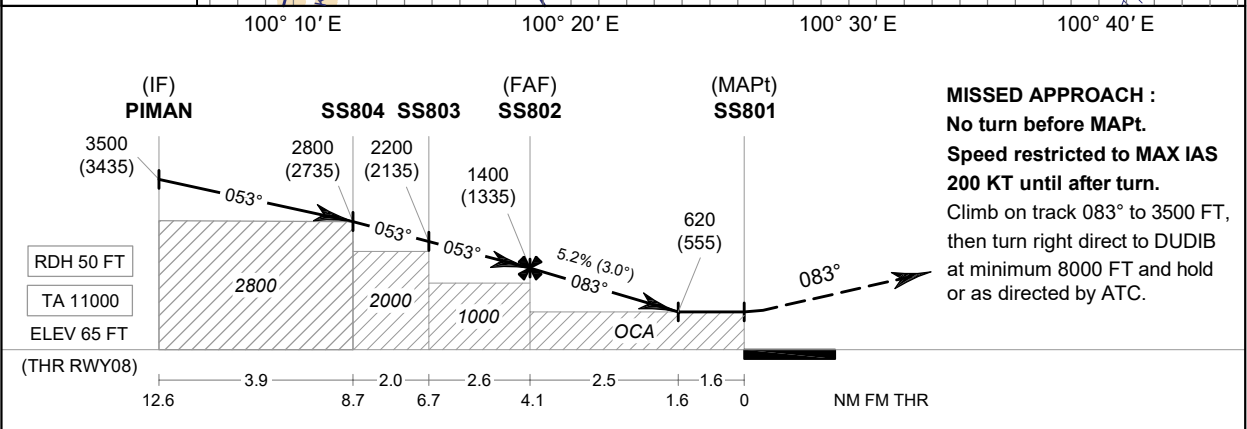 100° 10′ E 100° 20′ E 100° 30′ E 100° 40′ E
(IF)
PIMAN
SS804
SS803
(FAF)
SS802
(MAPt)
SS801
3500
(3435)
2800
(2735)
2200
(2135)
1400
(1335)
620
(555)
053°
053°
053°
5.2% (3.0°)
083°
083°
2800
2000
1000
OCA
RDH 50 FT
TA 11000
ELEV 65 FT
(THR RWY08)
3.9 2.0 2.6 2.5 1.6
12.6 8.7 6.7 4.1 1.6 0 NM FM THR
MISSED APPROACH :
No turn before MAPt.
Speed restricted to MAX IAS
200 KT until after turn.
Climb on track 083° to 3500 FT,
then turn right direct to DUDIB
at minimum 8000 FT and hold
or as directed by ATC.